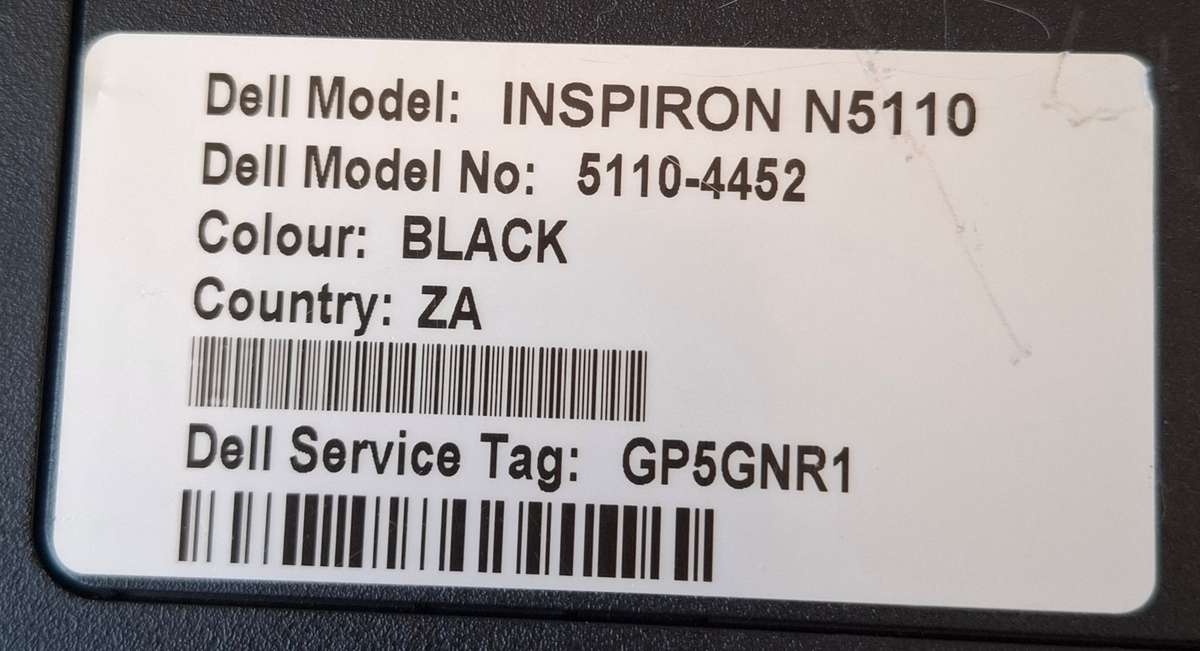 Dell Model: INSPIRON N5110
Dell Model No: 5110-4452
Colour: BLACK
Country: ZA
Dell Service Tag: GP5GNR1